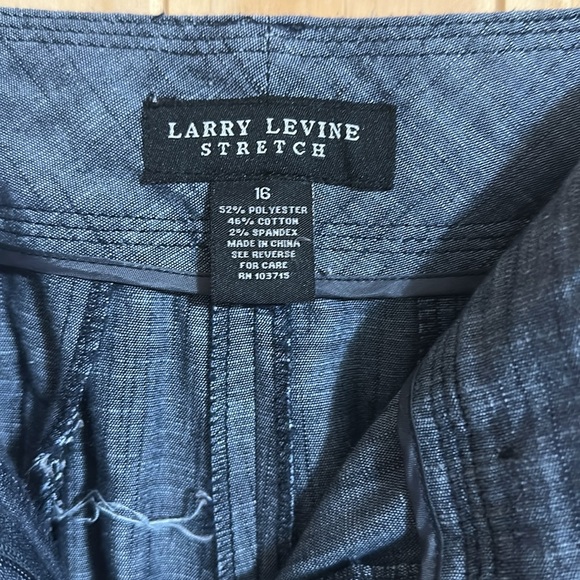 LARRY LEVINE
STRETCH
16
52% POLYESTER
46% COTTON
2% SPANDEX
MADE IN CHINA
SEE REVERSE
FOR CARE
RN 103715